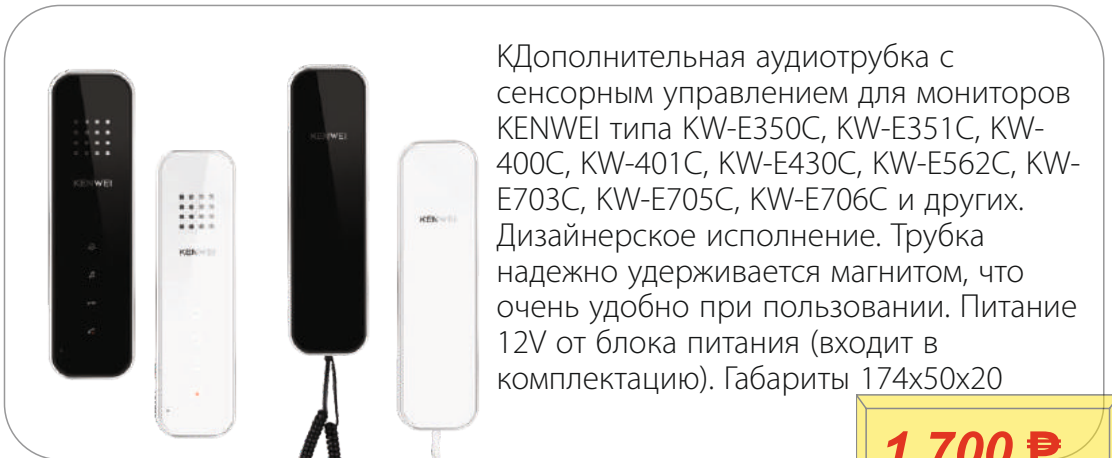 KENWEI
KENWEI
KENWEI
KENWEI
КДополнительная аудиотрубка с
сенсорным управлением для мониторов
KENWEI типа KW-E350C, KW-E351C, KW-
400C, KW-401C, KW-E430C, KW-E562C, KW-
E703C, KW-E705C, KW-E706C и других.
Дизайнерское исполнение. Трубка
надежно удерживается магнитом, что
очень удобно при пользовании. Питание
12V от блока питания (входит в
комплектацию). Габариты 174x50x20
1 700 ₽